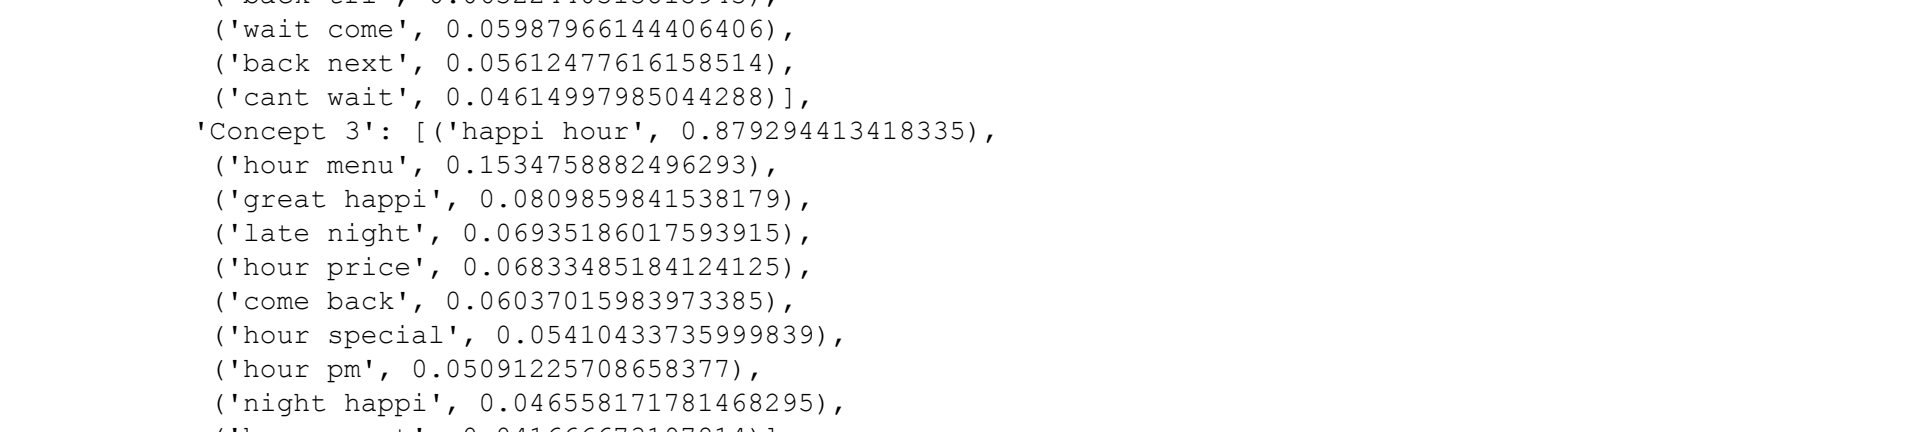 ('wait come', 0.05987966144406406),
('back next', 0.05612477616158514),
('cant wait', 0.04614997985044288)],
'Concept 3': [('happi hour', 0.879294413418335),
('hour menu', 0.1534758882496293),
('great happi', 0.0809859841538179),
('late night', 0.06935186017593915),
('hour price', 0.06833485184124125),
('come back', 0.06037015983973385),
('hour special', 0.05410433735999839),
('hour pm', 0.05091225708658377),
('night happi', 0.046558171781468295),